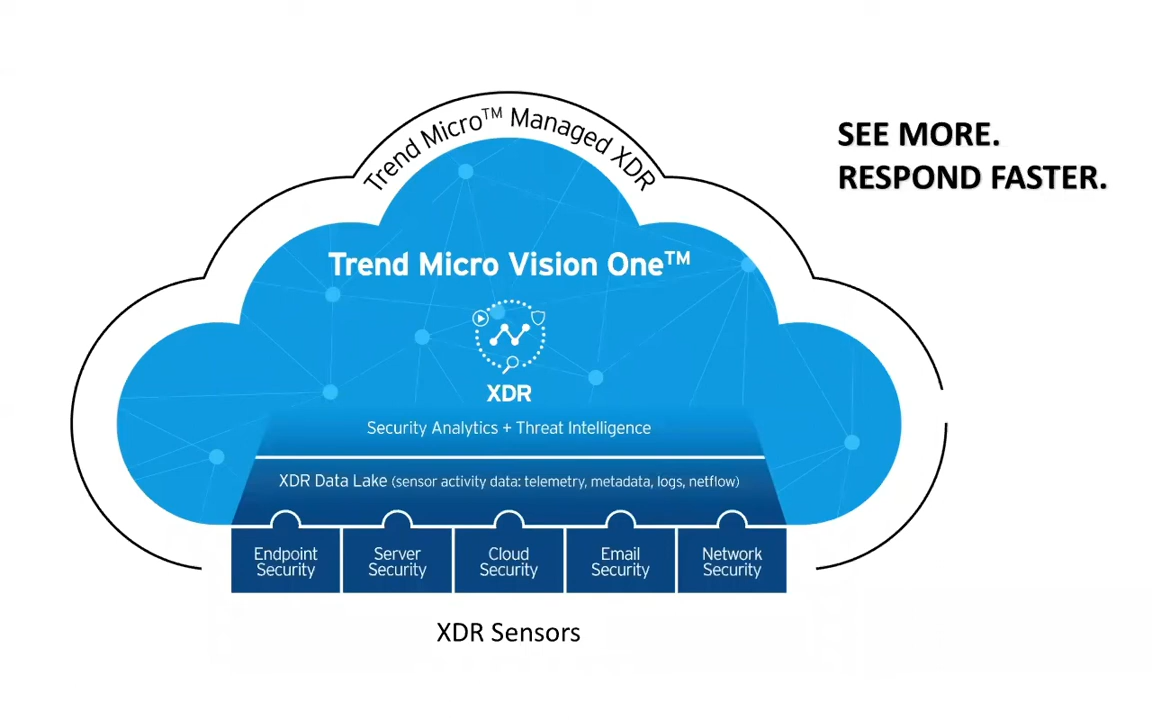 Trend Micro™ Managed XDR
SEE MORE.
RESPOND FASTER.
Trend Micro Vision One™
XDR
Security Analytics + Threat Intelligence
XDR Data Lake (sensor activity data: telemetry, metadata, logs, netflow)
Endpoint
Security
Server
Security
Cloud
Security
Email
Security
Network
Security
XDR Sensors